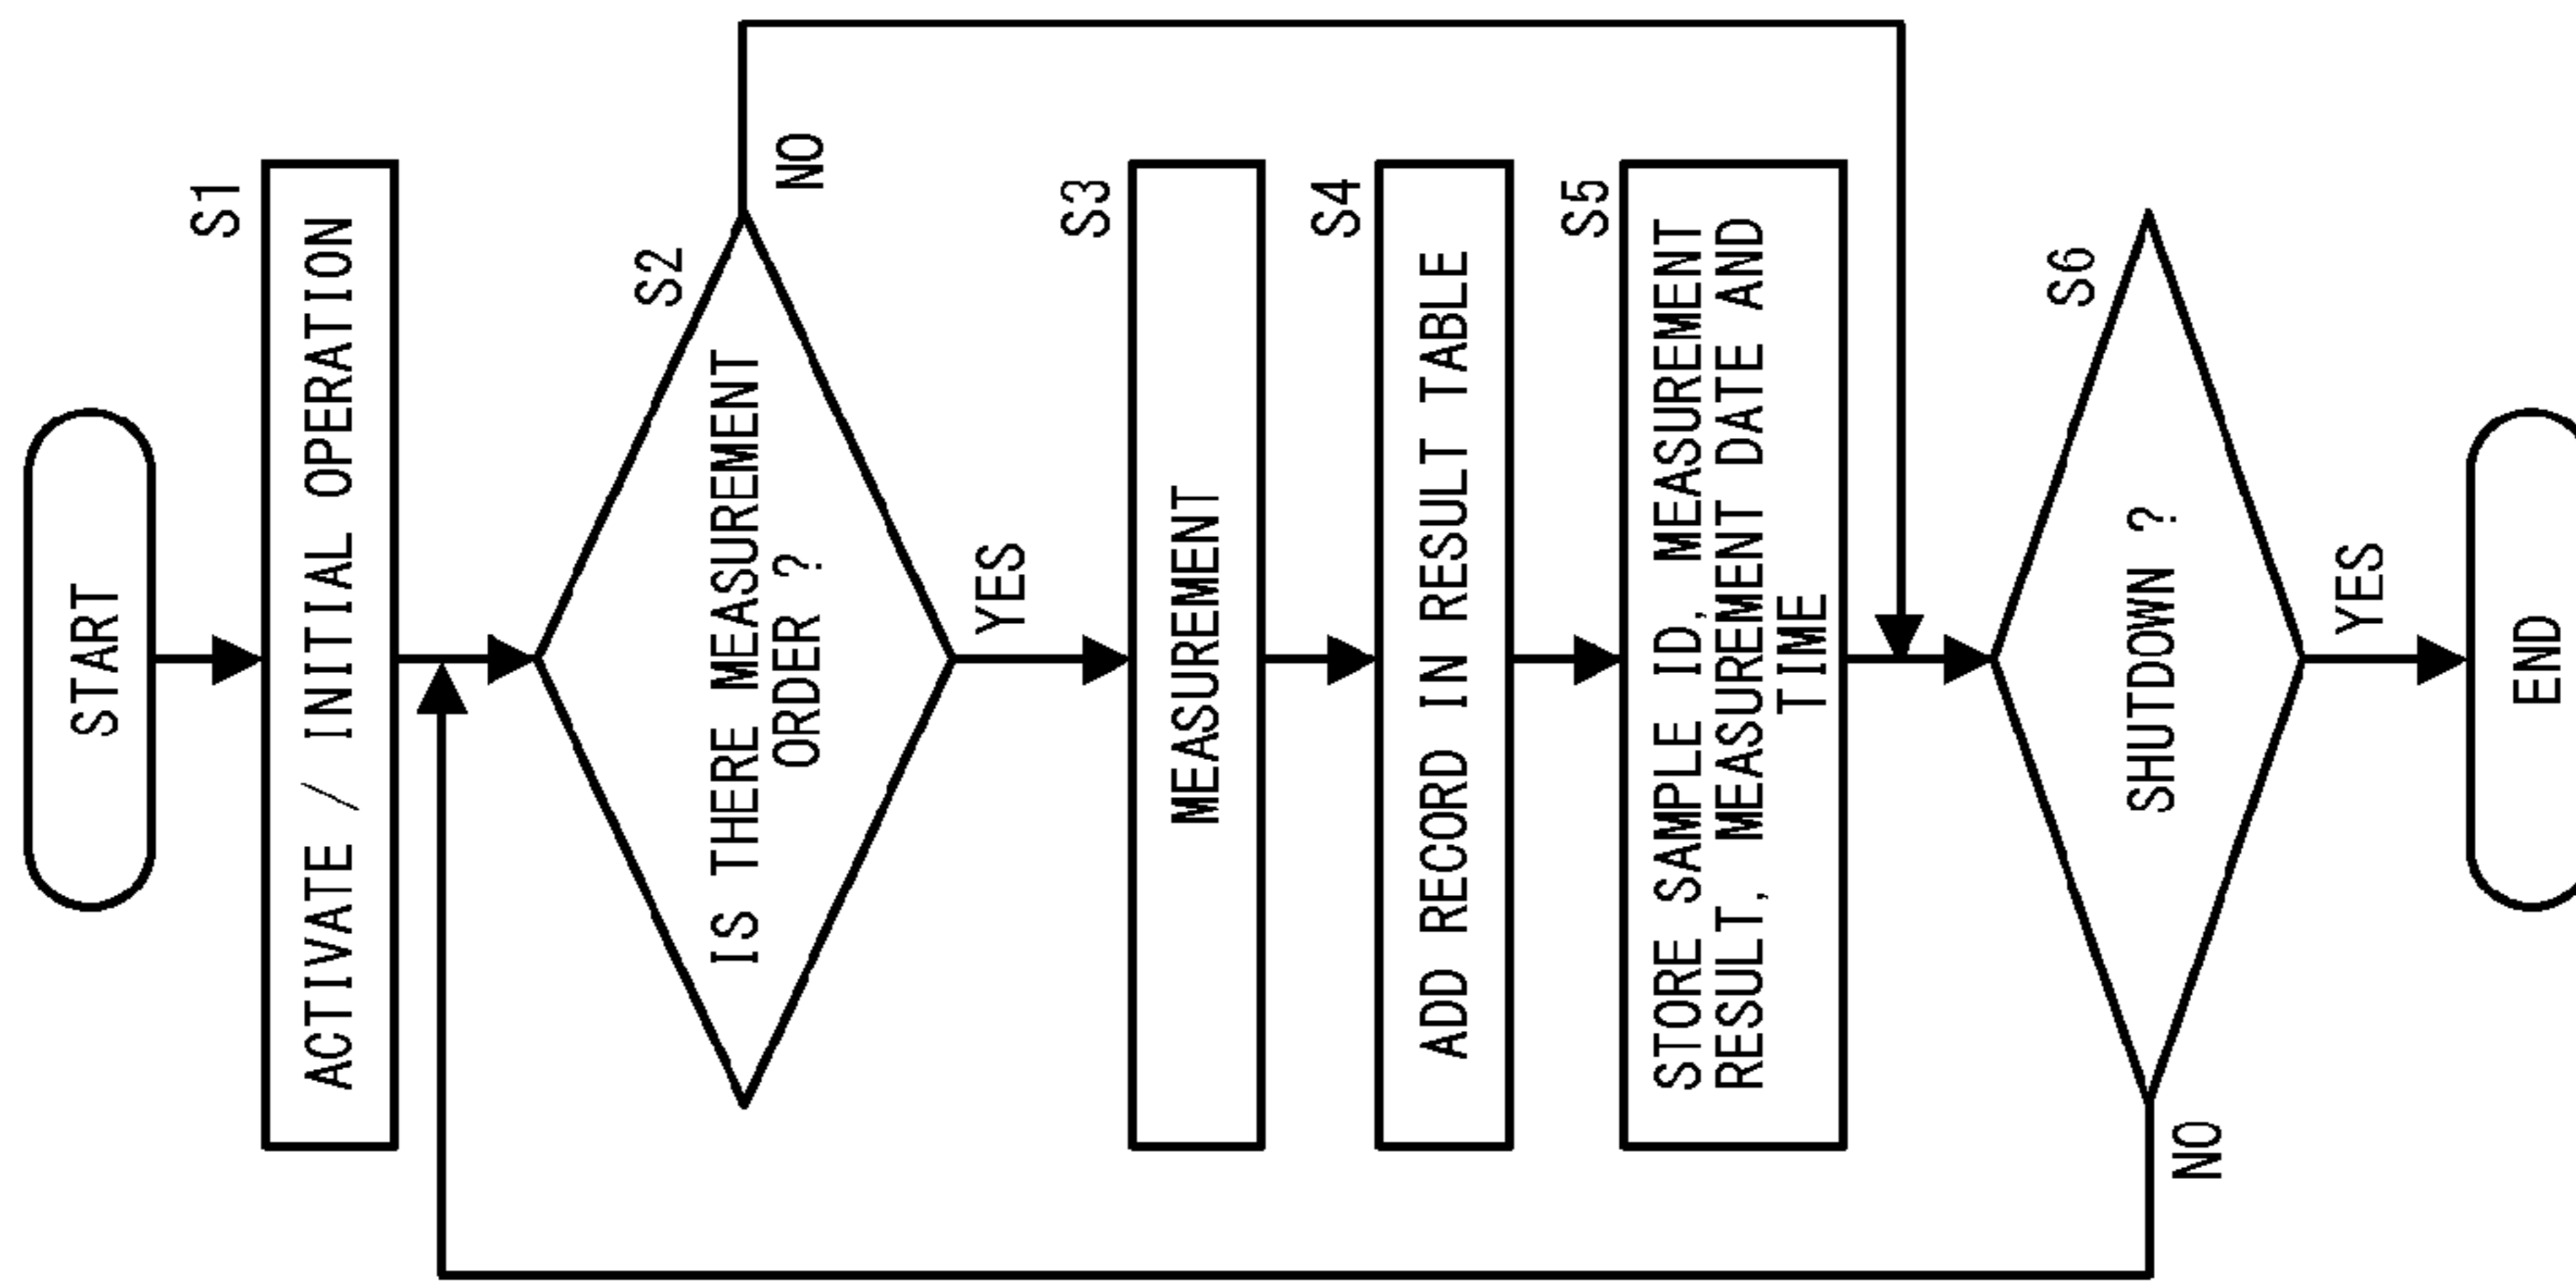 START
S1
ACTIVATE / INITIAL OPERATION
S2
IS THERE MEASUREMENT
ORDER ?
NO
YES
S3
MEASUREMENT
S4
ADD RECORD IN RESULT TABLE
S5
STORE SAMPLE ID, MEASUREMENT
RESULT, MEASUREMENT DATE AND
TIME
S6
SHUTDOWN ?
NO
YES
END